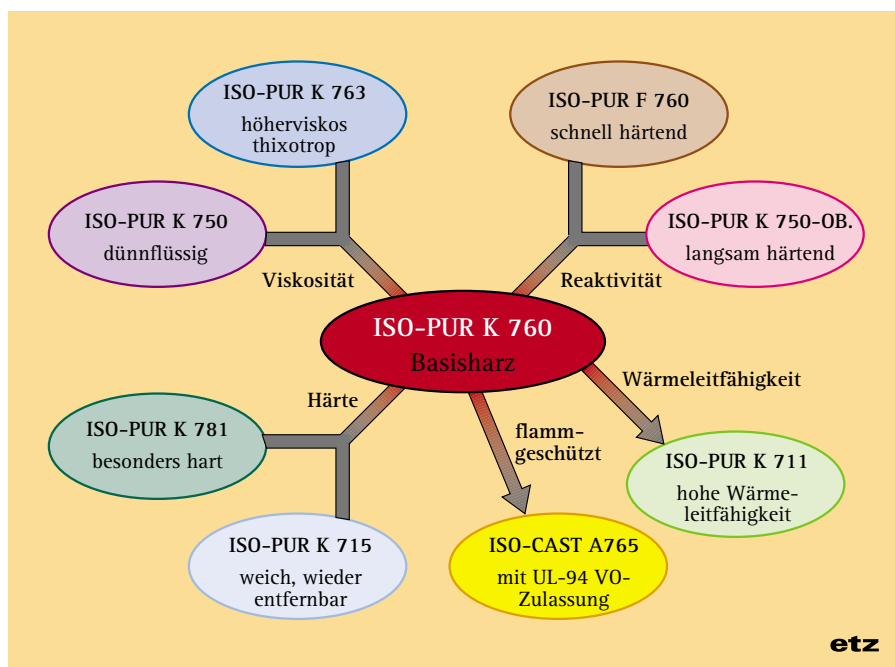 ISO-PUR K 763
höherviskos
thixotrop
ISO-PUR F 760
schnell härtend
ISO-PUR K 750
dünnflüssig
ISO-PUR K 750-OB.
langsam härtend
Viskosität
Reaktivität
ISO-PUR K 760
Basisharz
Wärmeleitfähigkeit
Härte
flamm-
geschützt
ISO-PUR K 781
besonders hart
ISO-PUR K 711
hohe Wärme-
leitfähigkeit
ISO-PUR K 715
weich, wieder
entfernbar
ISO-CAST A765
mit UL-94 VO-
Zulassung
etz